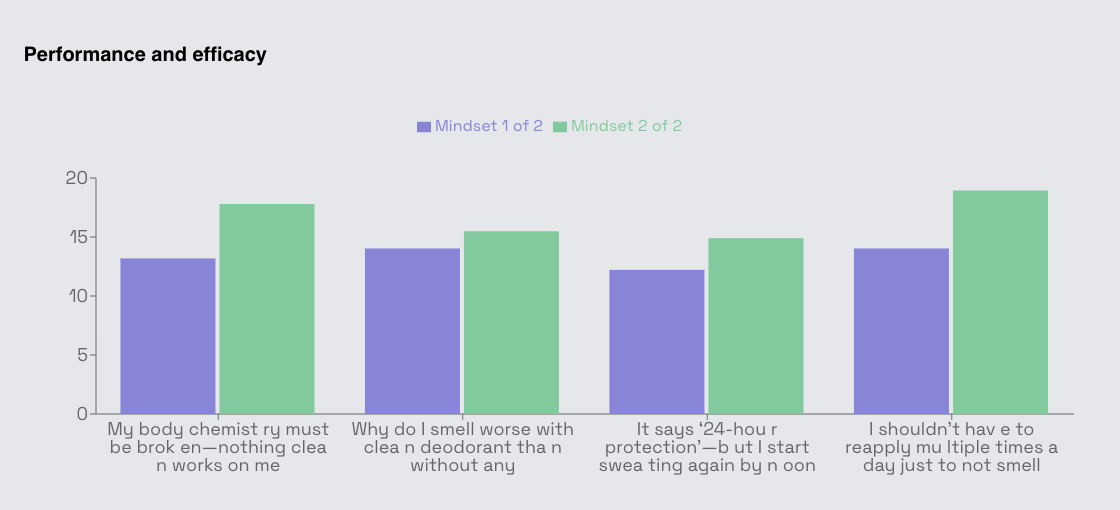 Performance and efficacy
Mindset 1 of 2 Mindset 2 of 2
20
15
10
5
0
My body chemist ry must
be brok en—nothing clea
n works on me
Why do I smell worse with
clea n deodorant tha n
without any
It says ‘24-hou r
protection’—b ut I start
swea ting again by n oon
I shouldn’t hav e to
reapply mu ltiple times a
day just to not smell